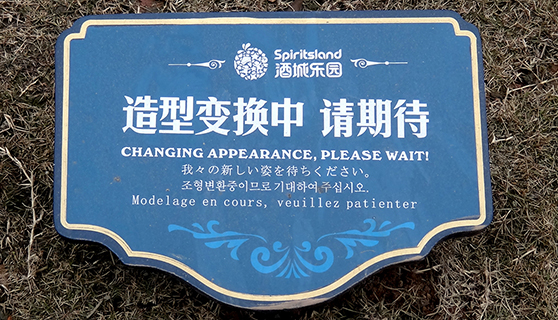 Spiritsland
酒城乐园
造型变换中 请期待
CHANGING APPEARANCE, PLEASE WAIT!
我々の新しい姿を待ちください。
조형변환중이므로기대하여주십시오.
Modelage en cours, veuillez patienter